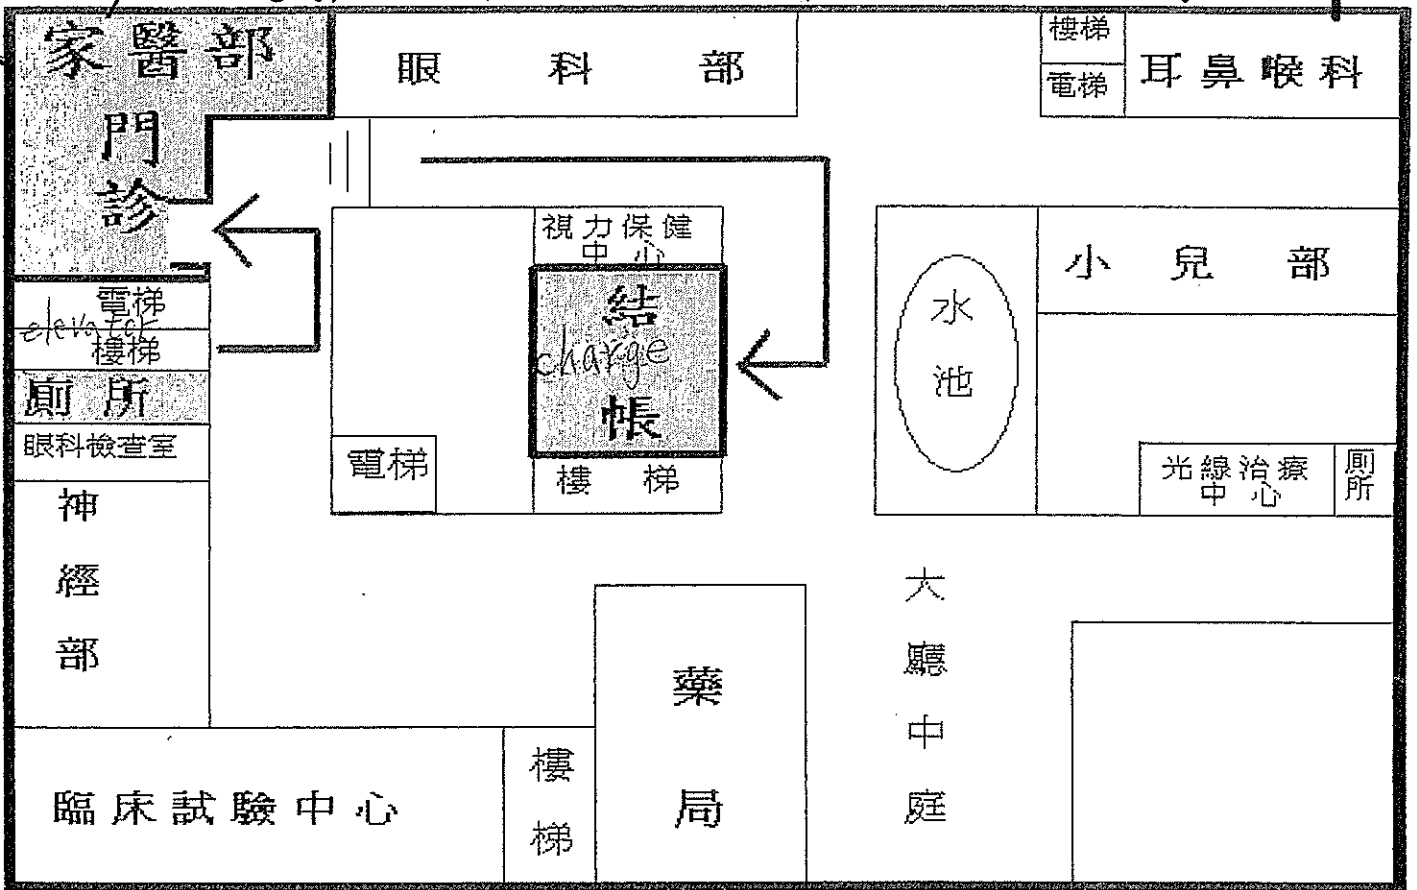 家醫部
門
診
眼科部
樓梯
電梯
耳鼻喉科
視力保健
中心
結
charge
帳
樓梯
電梯
水
池
小兒部
電梯
elevator
樓梯
廁所
眼科檢查室
神
經
部
光線治療
中心
廁
所
大
廳
中
庭
藥
局
臨床試驗中心
樓
梯